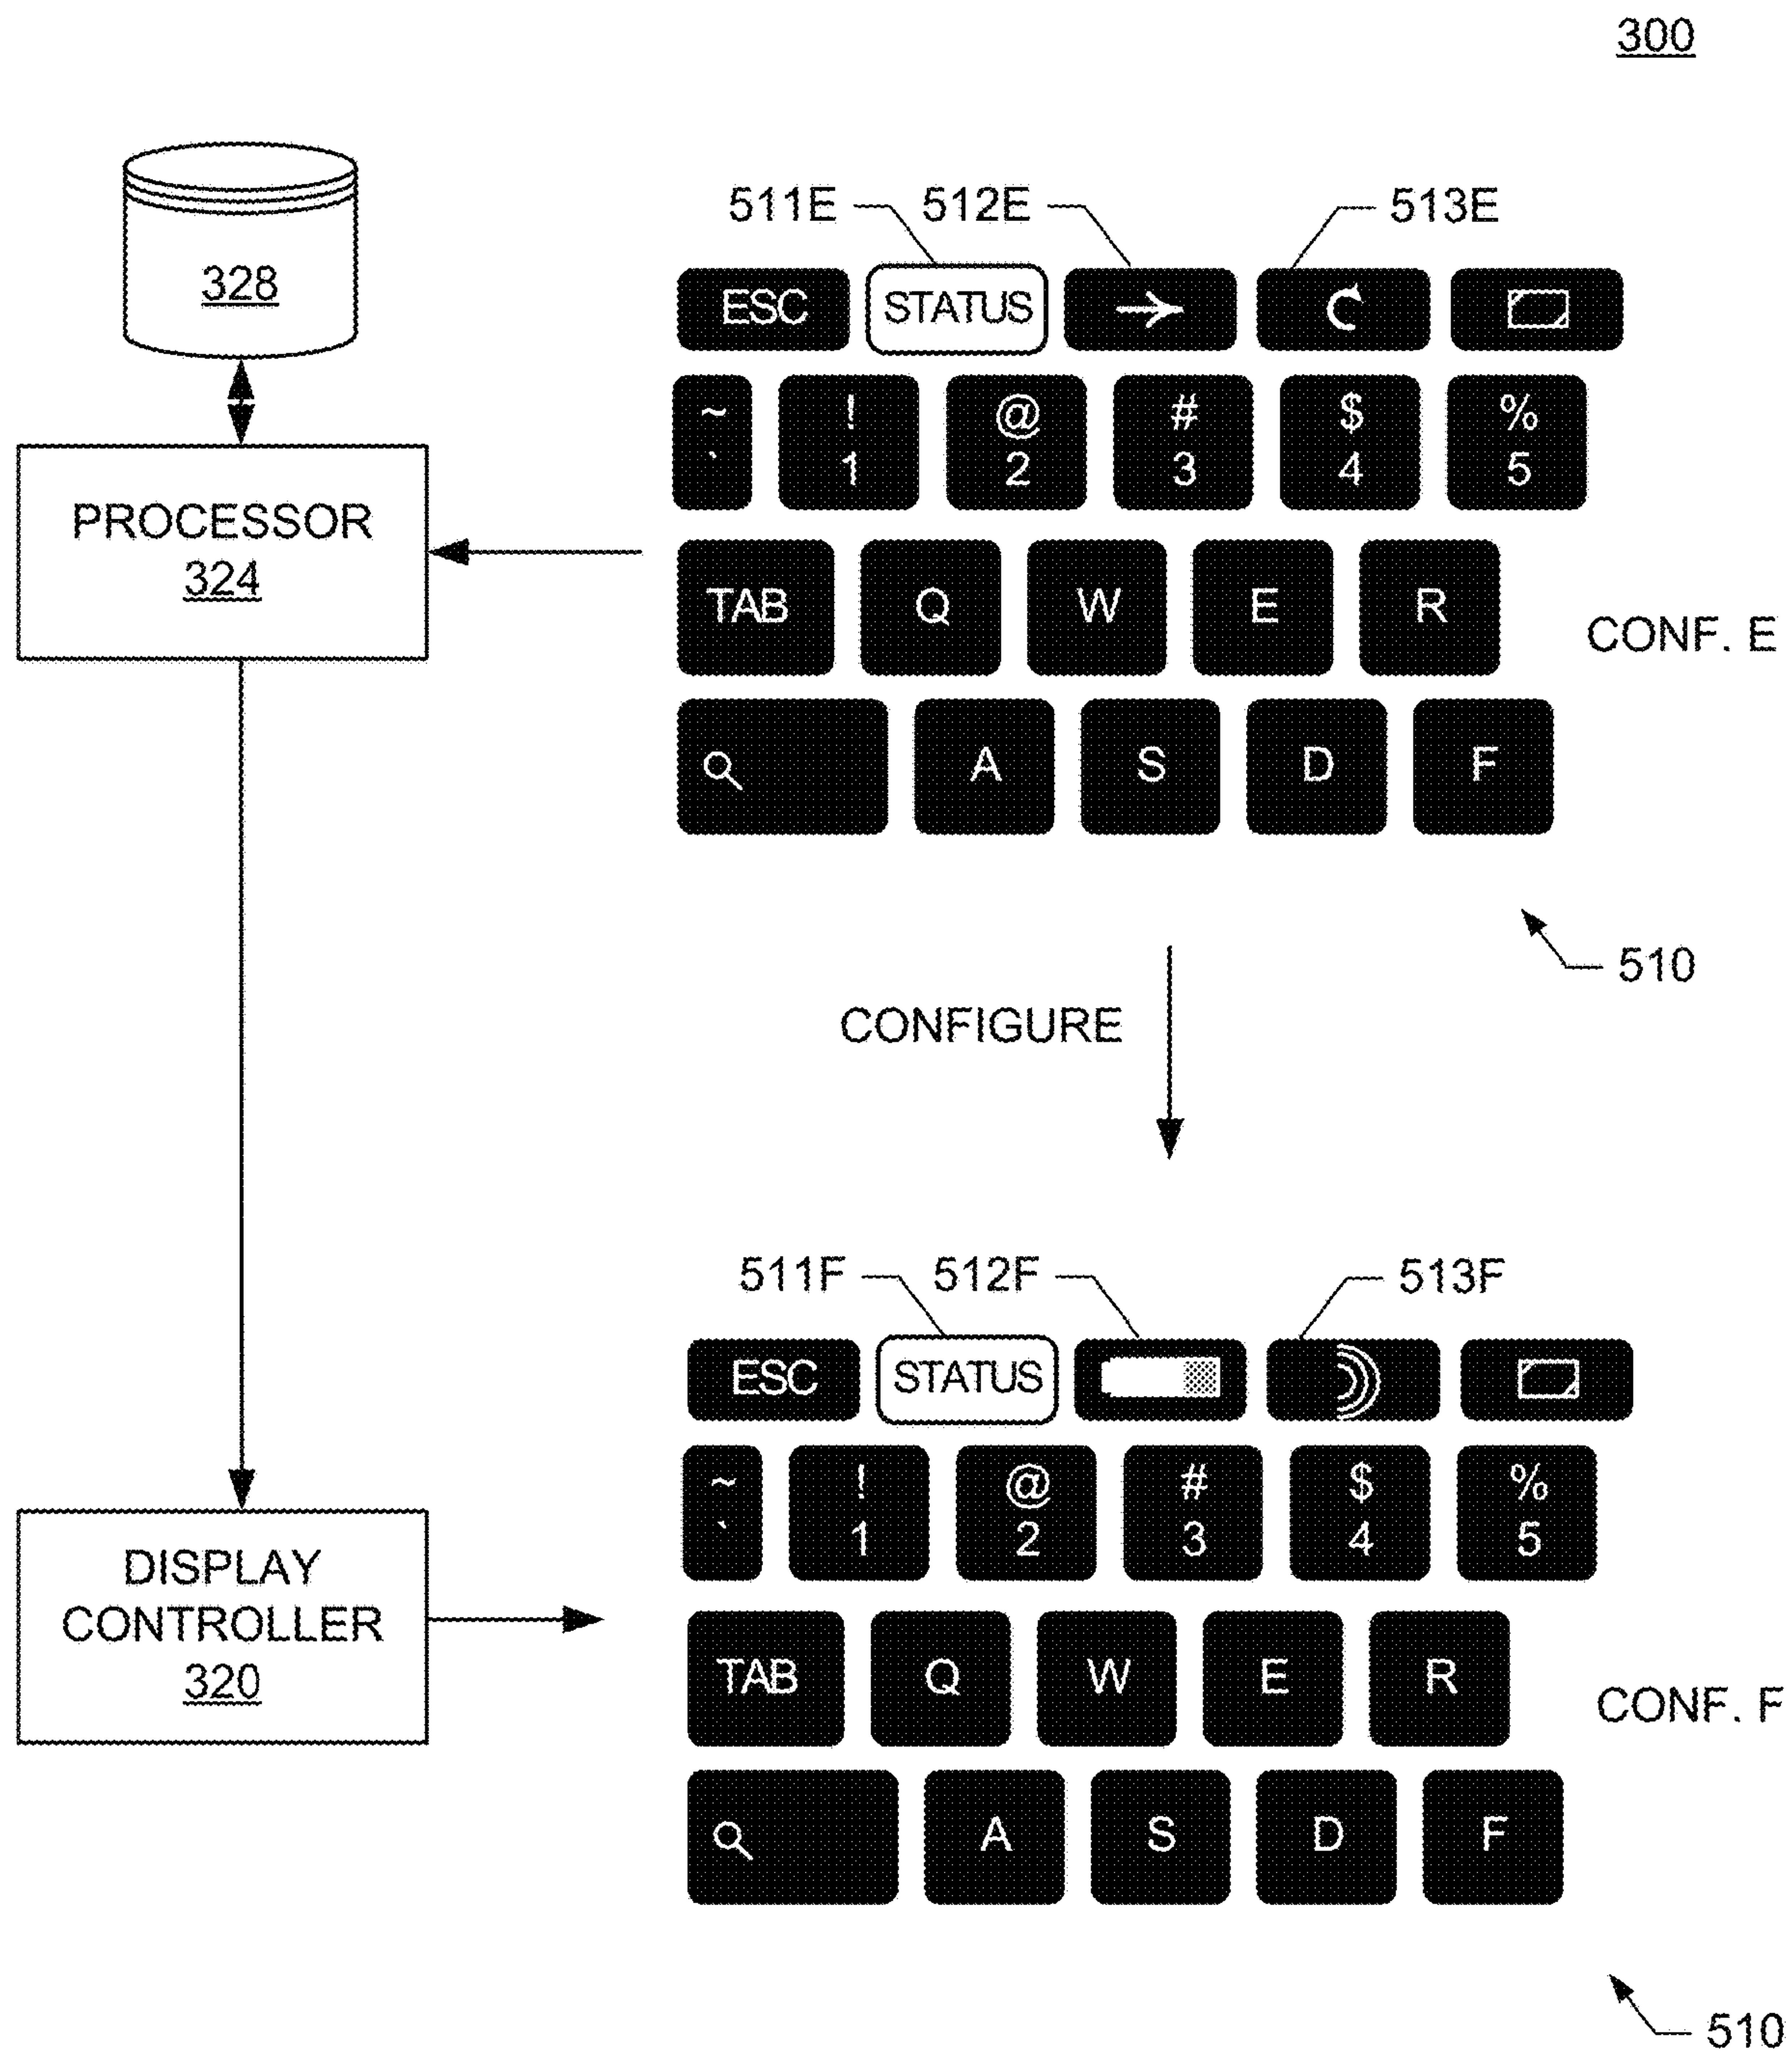 300
328
PROCESSOR
324
511E 512E 513E
ESC STATUS
~ ! @ # $ %
` 1 2 3 4 5
TAB Q W E R
CONF. E
A S D F
510
CONFIGURE
511F 512F 513F
ESC STATUS
~ ! @ # $ %
` 1 2 3 4 5
DISPLAY
CONTROLLER
320
TAB Q W E R
CONF. F
A S D F
510